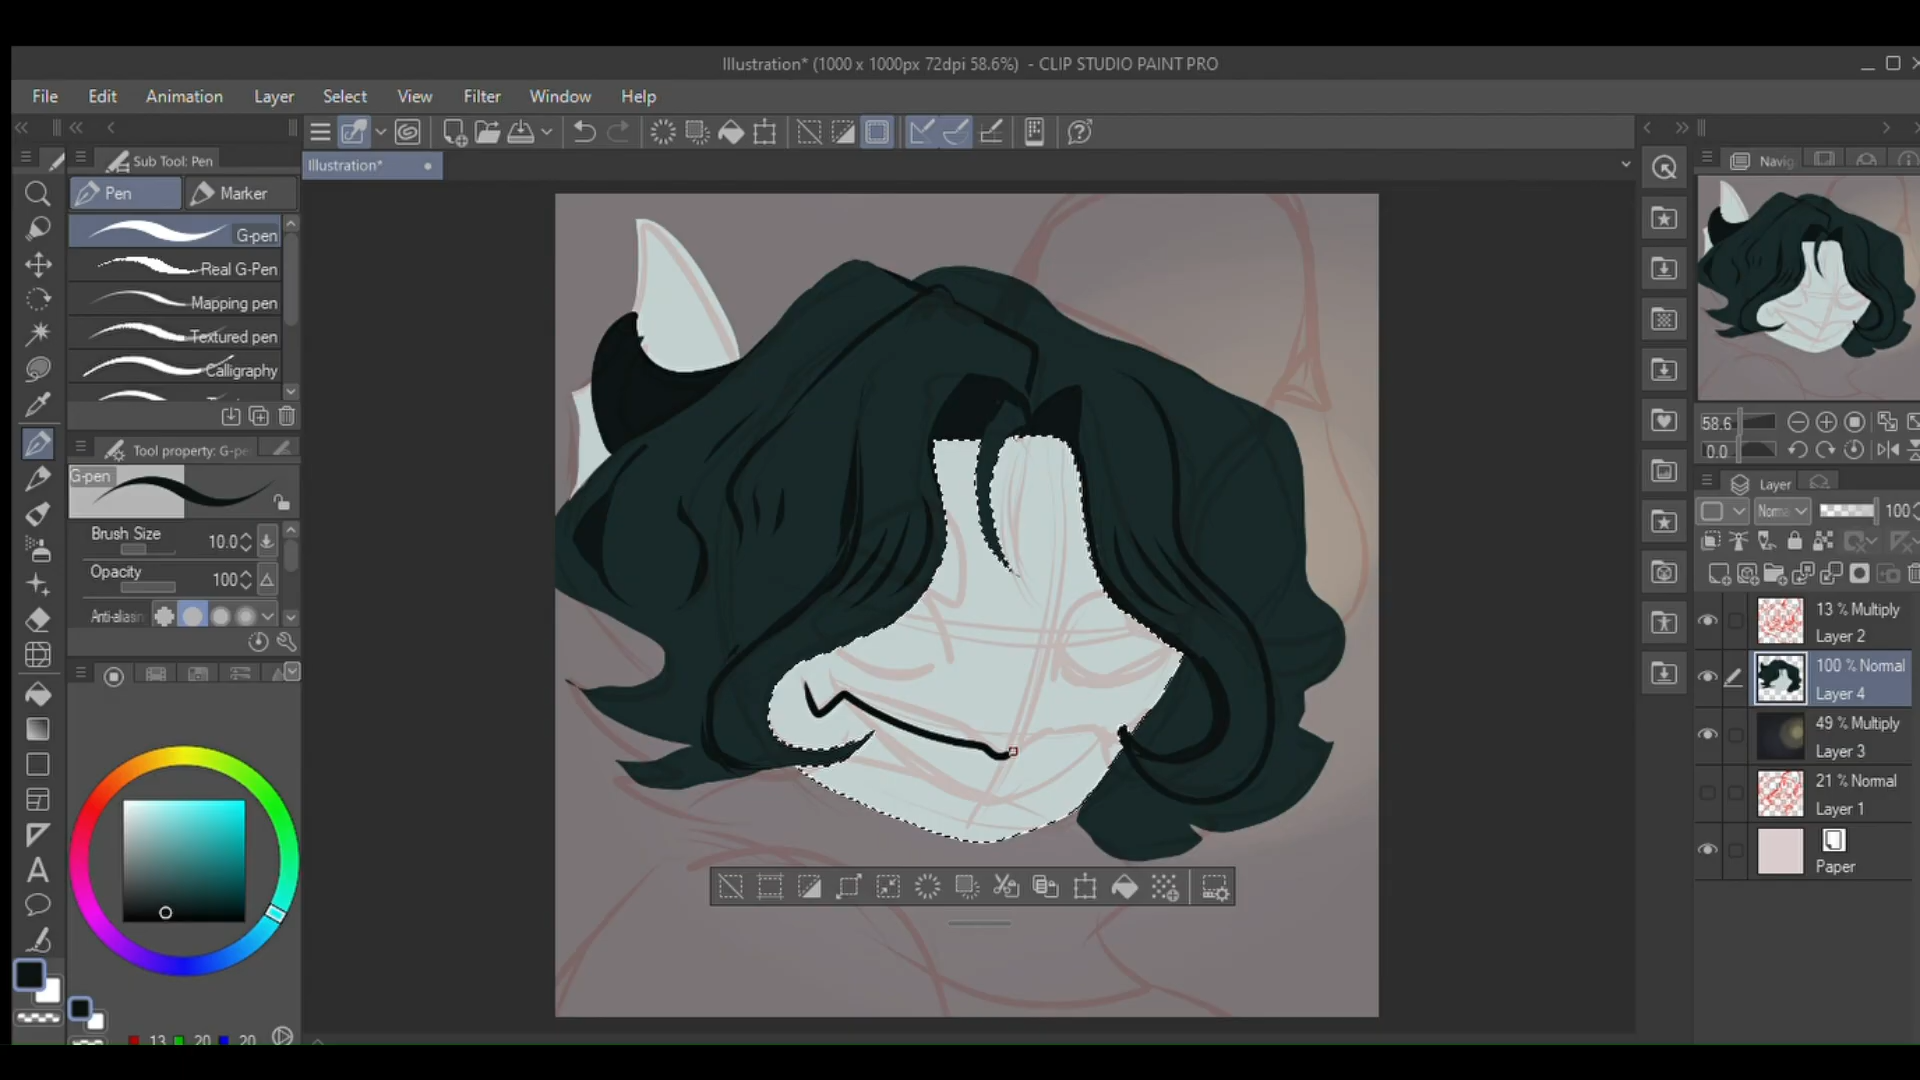 Illustration* (1000 x 1000px 72dpi 58.6%)  - CLIP STUDIO PAINT PRO
File Edit Animation Layer Select View Filter Window Help
Sub Tool: Pen
Illustration*
Navig
Pen Marker
G-pen
Real G-Pen
Mapping pen
Textured pen
Calligraphy
Tool property: G-pe
G-pen
Brush Size 10.0
Opacity 100
Anti-aliasin
13 20 20
58.6
0.0
Layer
Norma 100
13 % Multiply
Layer 2
100 % Normal
Layer 4
49 % Multiply
Layer 3
21 % Normal
Layer 1
Paper